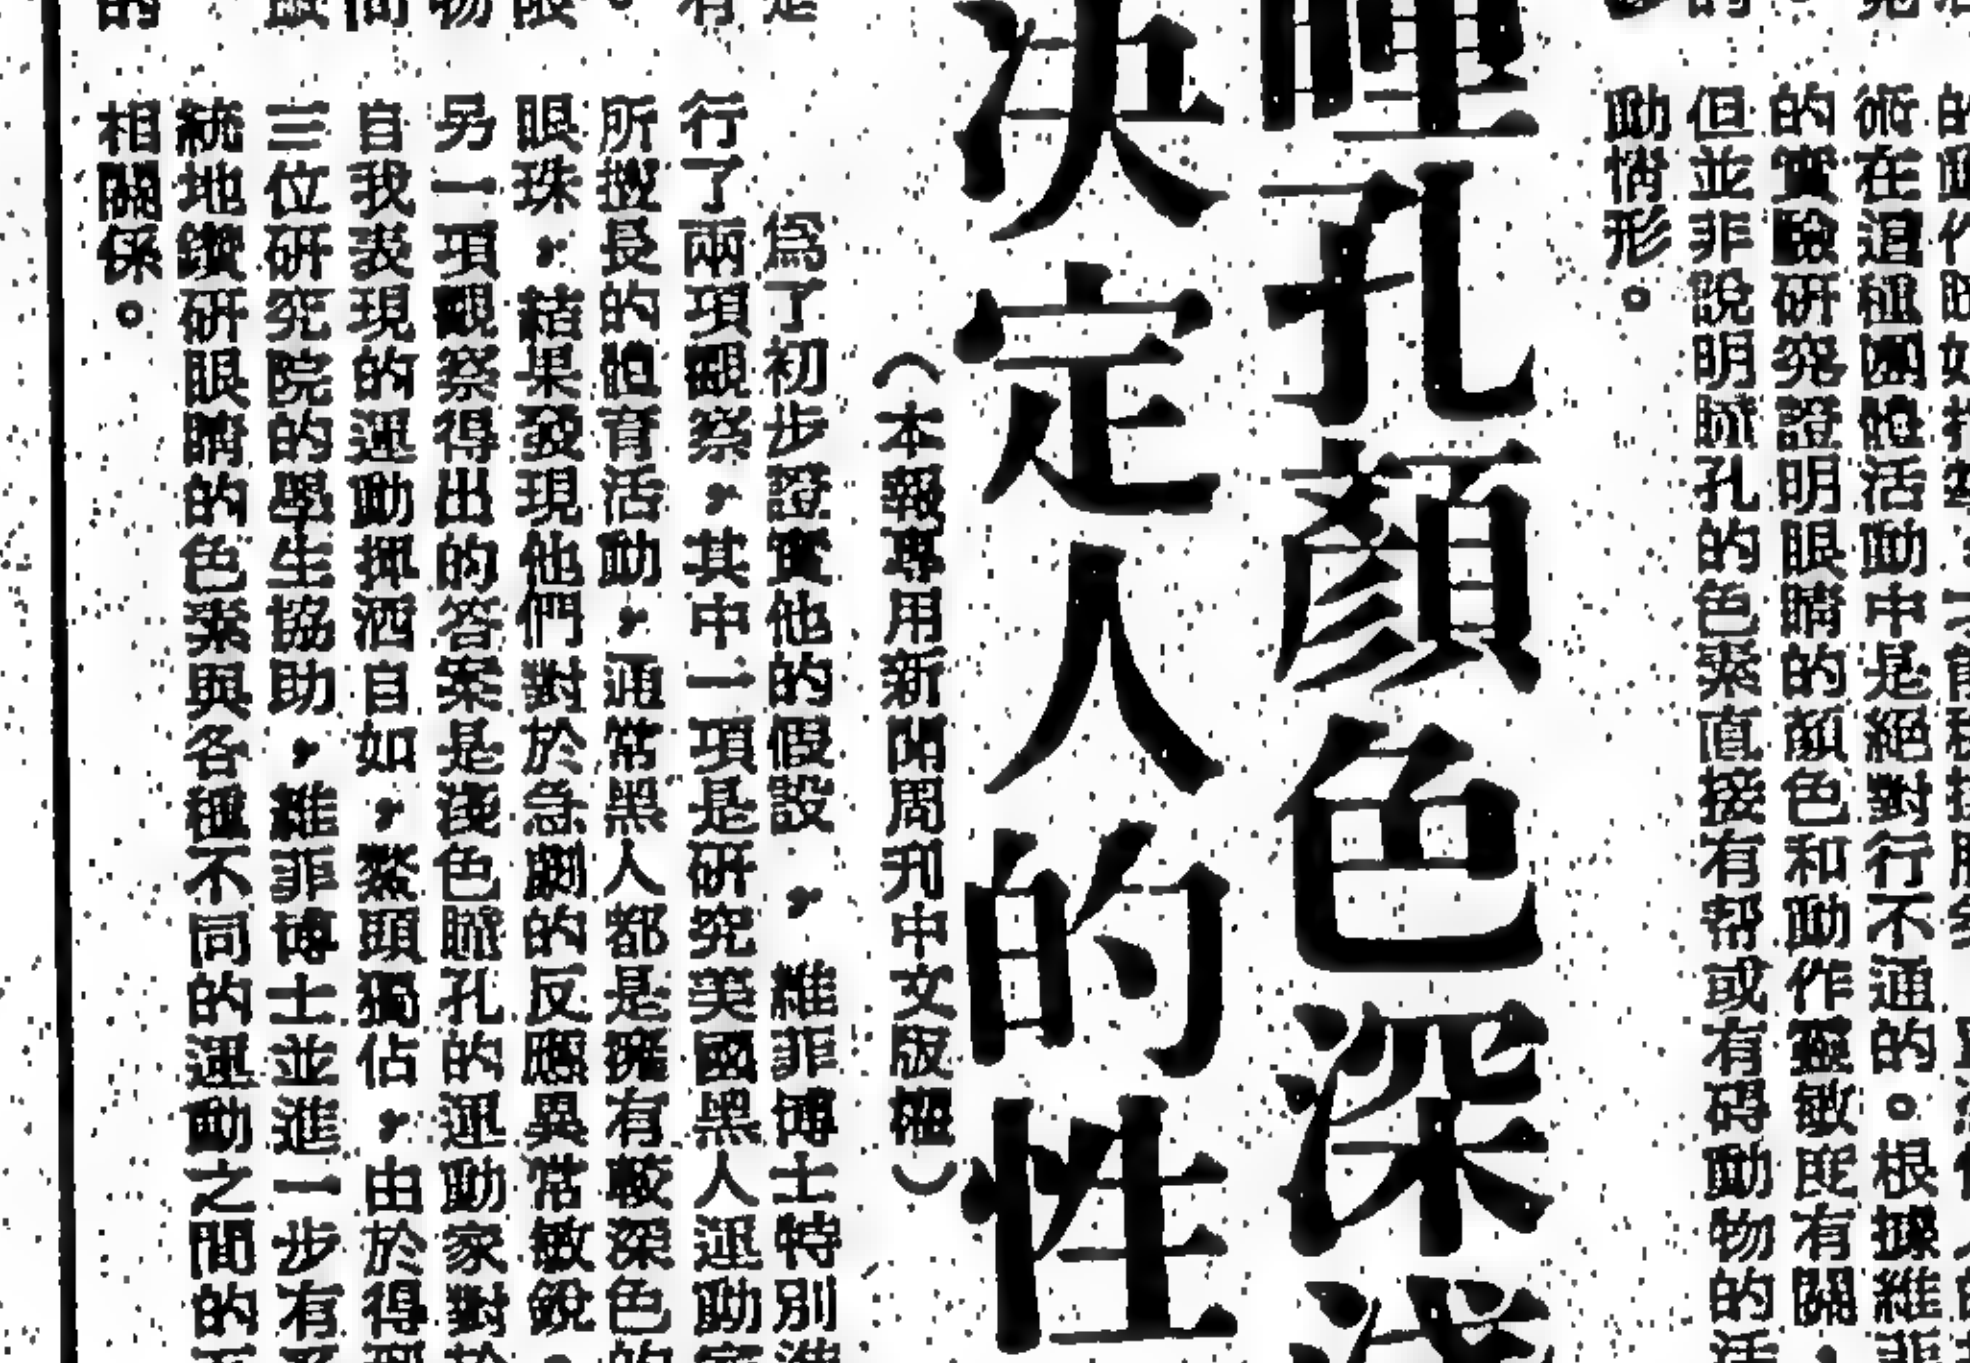 術在這種團體活動中是絕對行不通的。根據維菲
的實驗研究證明眼睛的顏色和動作靈敏旣有關，
但並非說明瞳孔的色素直接有帮或有碍動物的活
動情形。
瞳孔顏色深淺
决定人的性
（本報專用新聞周刊中文版權）
爲了初步證實他的假設，維菲博士特別進
行了兩項觀察，其中一項是研究美國黑人運動家
所擅長的體育活動，通常黑人都是擁有較深色的
眼珠，結果發現他們對於急劇的反應異常敏銳。
另一項觀察得出的答案是淺色瞳孔的運動家對於
自我表現的運動揮洒自如，鰲頭獨佔，由於得
三位研究院的學生協助，維菲博士並進一步有系
統地鑽研眼睛的色素與各種不同的運動之間的
相關係。